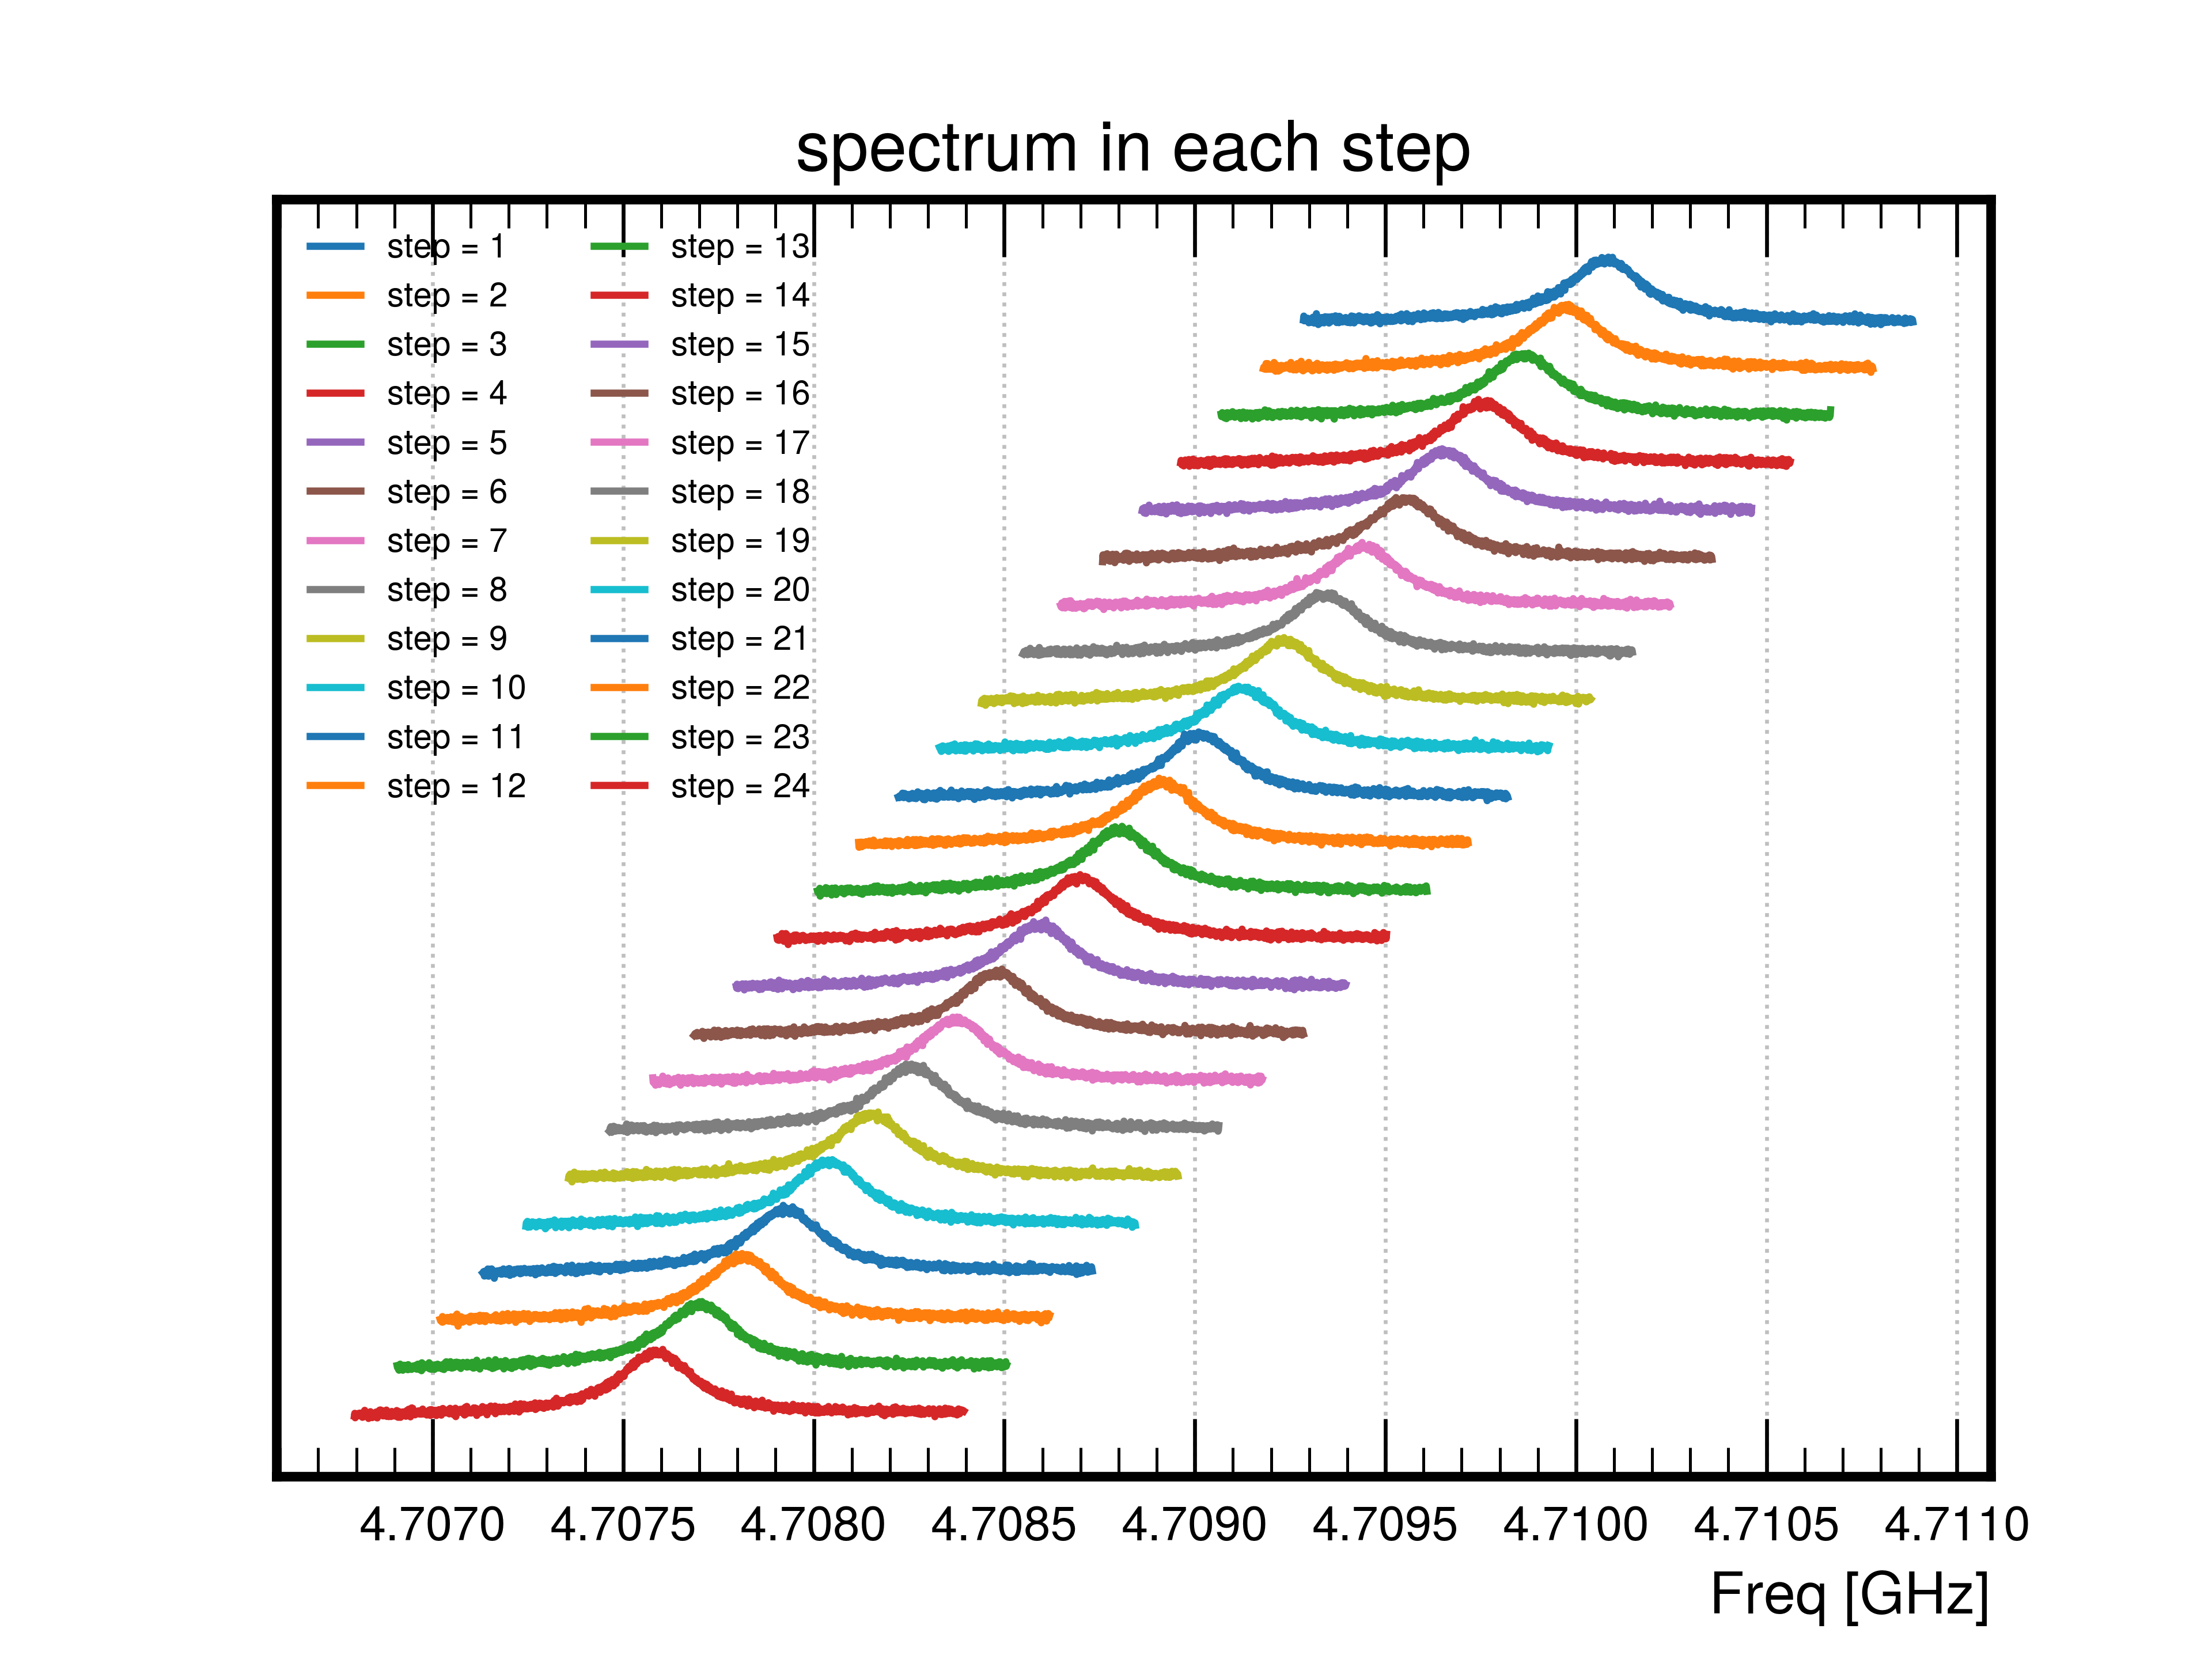 spectrum in each step
step = 1
step = 2
step = 3
step = 4
step = 5
step = 6
step = 7
step = 8
step = 9
step = 10
step = 11
step = 12
step = 13
step = 14
step = 15
step = 16
step = 17
step = 18
step = 19
step = 20
step = 21
step = 22
step = 23
step = 24
4.7070 4.7075 4.7080 4.7085 4.7090 4.7095 4.7100 4.7105 4.7110
Freq [GHz]